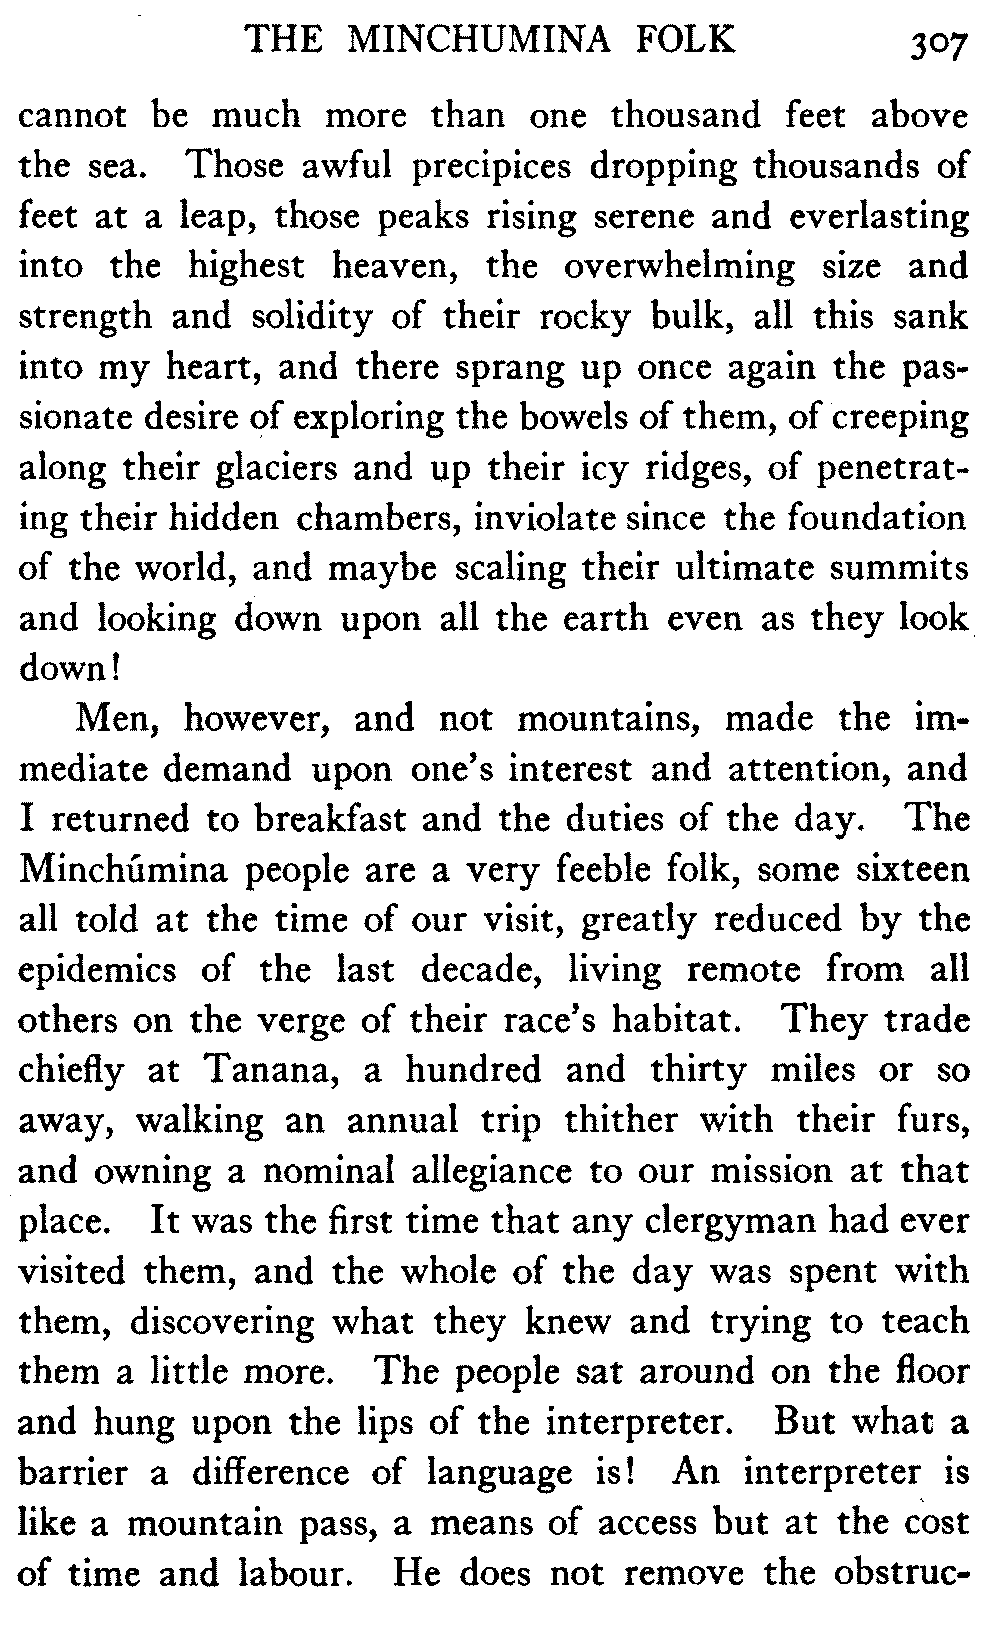 THE MINCHUMINA FOLK 307
cannot be much more than one thousand feet above
the sea. Those awful precipices dropping thousands of
feet at a leap, those peaks rising serene and everlasting
into the highest heaven, the overwhelming size and
strength and solidity of their rocky bulk, all this sank
into my heart, and there sprang up once again the pas-
sionate desire of exploring the bowels of them, of creeping
along their glaciers and up their icy ridges, of penetrat-
ing their hidden chambers, inviolate since the foundation
of the world, and maybe scaling their ultimate summits
and looking down upon all the earth even as they look
down!
Men, however, and not mountains, made the im-
mediate demand upon one's interest and attention, and
I returned to breakfast and the duties of the day. The
Minchúmina people are a very feeble folk, some sixteen
all told at the time of our visit, greatly reduced by the
epidemics of the last decade, living remote from all
others on the verge of their race's habitat. They trade
chiefly at Tanana, a hundred and thirty miles or so
away, walking an annual trip thither with their furs,
and owning a nominal allegiance to our mission at that
place. It was the first time that any clergyman had ever
visited them, and the whole of the day was spent with
them, discovering what they knew and trying to teach
them a little more. The people sat around on the floor
and hung upon the lips of the interpreter. But what a
barrier a difference of language is! An interpreter is
like a mountain pass, a means of access but at the cost
of time and labour. He does not remove the obstruc-